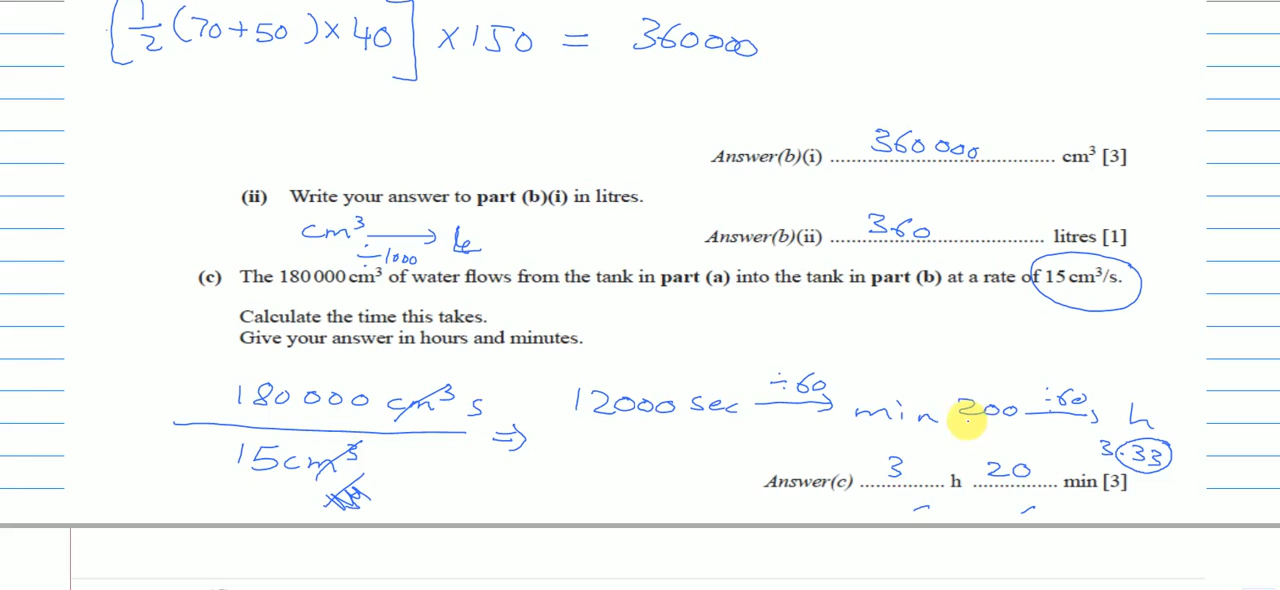 [1/2 (70+50) × 40] × 150 = 360000
360 000
Answer(b)(i) ........................................ cm³ [3]
(ii) Write your answer to part (b)(i) in litres.
cm³ → L
÷1000
360
Answer(b)(ii) ........................................ litres [1]
(c) The 180 000 cm³ of water flows from the tank in part (a) into the tank in part (b) at a rate of 15 cm³/s.
Calculate the time this takes.
Give your answer in hours and minutes.
180 000 cm³ s
15 cm³
⇒ 12000 sec ÷60 → min 200 ÷60 → h
3.33
Answer(c) 3 h 20 min [3]